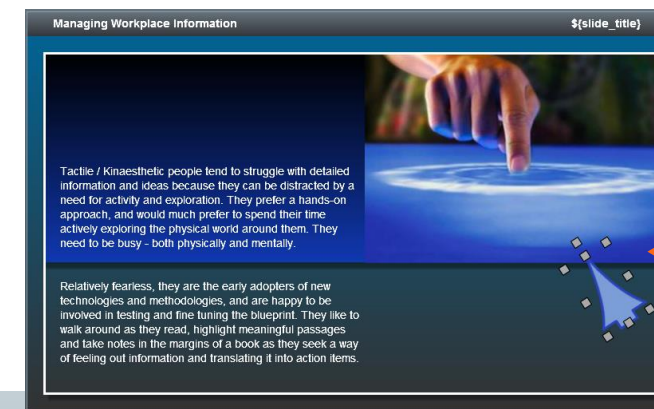 Managing Workplace Information ${slide_title}
Tactile / Kinaesthetic people tend to struggle with detailed
information and ideas because they can be distracted by a
need for activity and exploration. They prefer a hands-on
approach, and would much prefer to spend their time
actively exploring the physical world around them. They
need to be busy - both physically and mentally.
Relatively fearless, they are the early adopters of new
technologies and methodologies, and are happy to be
involved in testing and fine tuning the blueprint. They like to
walk around as they read, highlight meaningful passages
and take notes in the margins of a book as they seek a way
of feeling out information and translating it into action items.